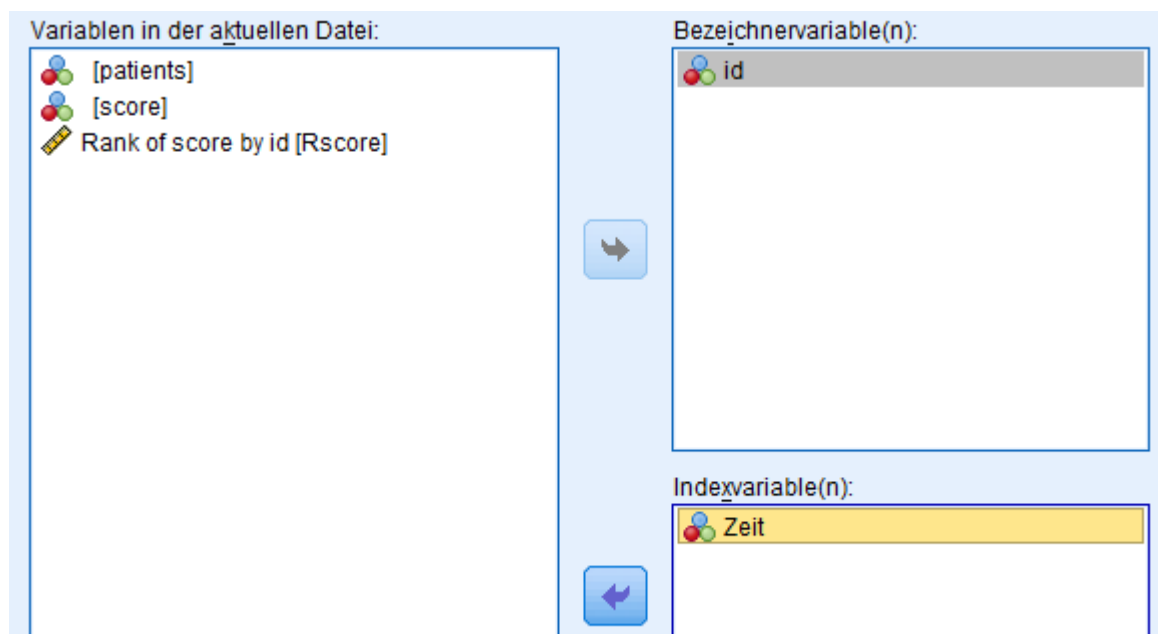 Variablen in der aktuellen Datei:
[patients]
[score]
Rank of score by id [Rscore]
Bezeichnervariable(n):
id
Indexvariable(n):
Zeit